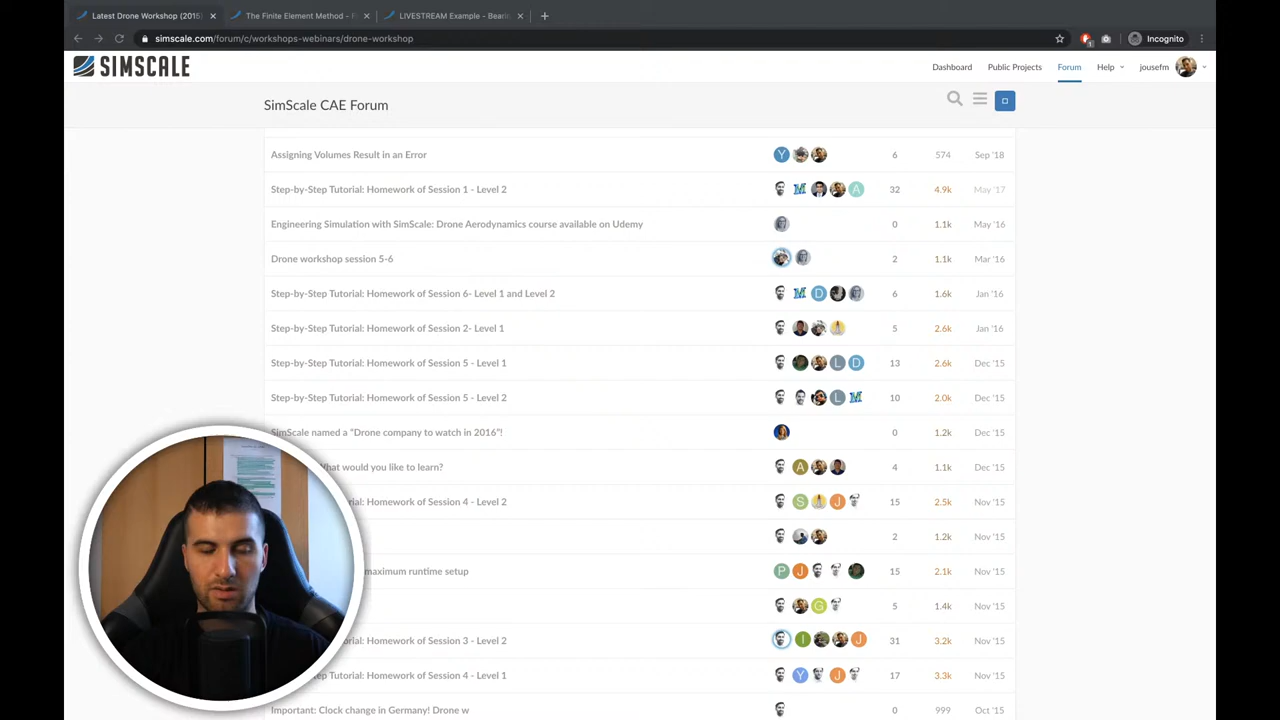 Latest Drone Workshop (2015)
The Finite Element Method - F
LIVESTREAM Example - Bearin
simscale.com/forum/c/workshops-webinars/drone-workshop
Incognito
SIMSCALE
Dashboard Public Projects Forum Help jousefm
SimScale CAE Forum
Assigning Volumes Result in an Error Y 6 574 Sep '18
Step-by-Step Tutorial: Homework of Session 1 - Level 2 M A 32 4.9k May '17
Engineering Simulation with SimScale: Drone Aerodynamics course available on Udemy 0 1.1k May '16
Drone workshop session 5-6 2 1.1k Mar '16
Step-by-Step Tutorial: Homework of Session 6- Level 1 and Level 2 M D 6 1.6k Jan '16
Step-by-Step Tutorial: Homework of Session 2- Level 1 5 2.6k Jan '16
Step-by-Step Tutorial: Homework of Session 5 - Level 1 L D 13 2.6k Dec '15
Step-by-Step Tutorial: Homework of Session 5 - Level 2 L M 10 2.0k Dec '15
SimScale named a "Drone company to watch in 2016"! 0 1.2k Dec '15
What would you like to learn? A 4 1.1k Dec '15
torial: Homework of Session 4 - Level 2 S J 15 2.5k Nov '15
2 1.2k Nov '15
maximum runtime setup P J 15 2.1k Nov '15
G 5 1.4k Nov '15
torial: Homework of Session 3 - Level 2 I J 31 3.2k Nov '15
p Tutorial: Homework of Session 4 - Level 1 Y J 17 3.3k Nov '15
Important: Clock change in Germany! Drone w 0 999 Oct '15